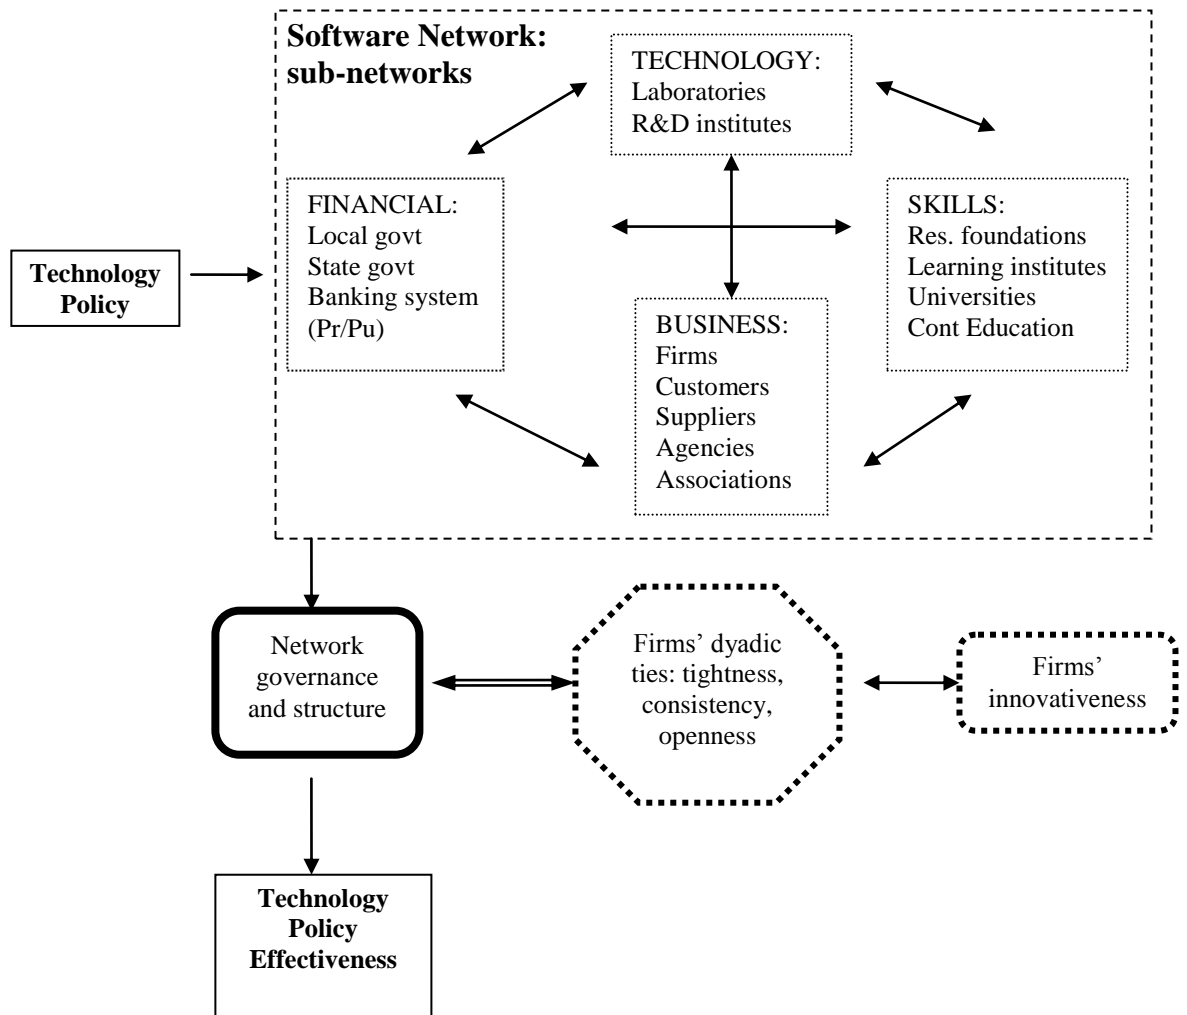 Software Network:
sub-networks
TECHNOLOGY:
Laboratories
R&D institutes
FINANCIAL:
Local govt
State govt
Banking system
(Pr/Pu)
SKILLS:
Res. foundations
Learning institutes
Universities
Cont Education
Technology
Policy
BUSINESS:
Firms
Customers
Suppliers
Agencies
Associations
Network
governance
and structure
Firms’ dyadic
ties: tightness,
consistency,
openness
Firms’
innovativeness
Technology
Policy
Effectiveness